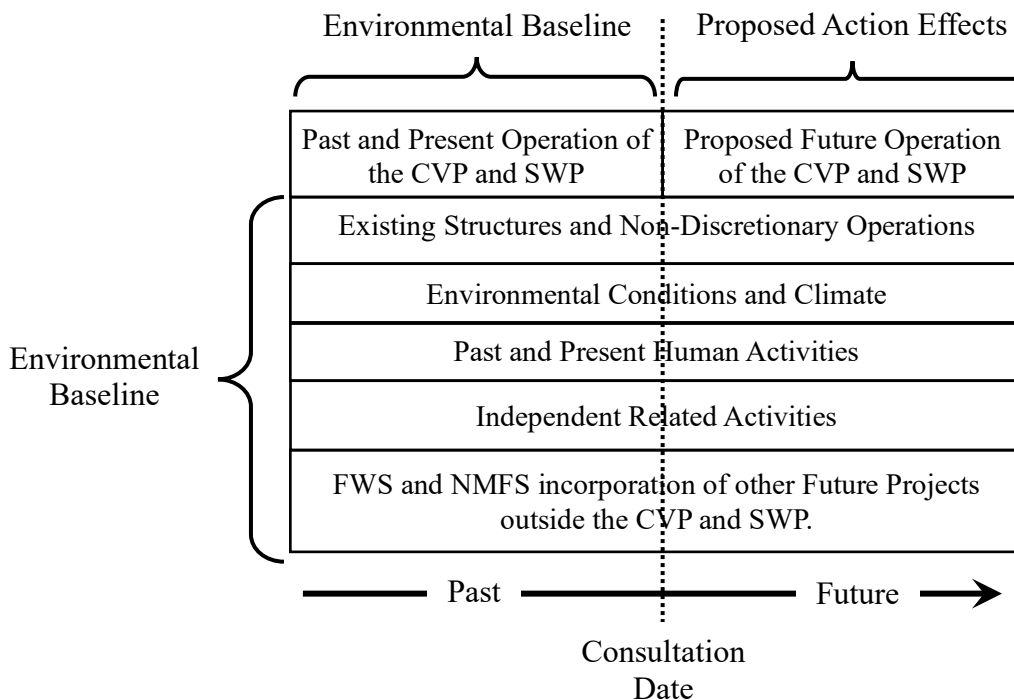 Environmental Baseline
Proposed Action Effects
Past and Present Operation of
the CVP and SWP
Proposed Future Operation
of the CVP and SWP
Existing Structures and Non-Discretionary Operations
Environmental Conditions and Climate
Past and Present Human Activities
Environmental
Baseline
Independent Related Activities
FWS and NMFS incorporation of other Future Projects
outside the CVP and SWP.
Past
Future
Consultation
Date